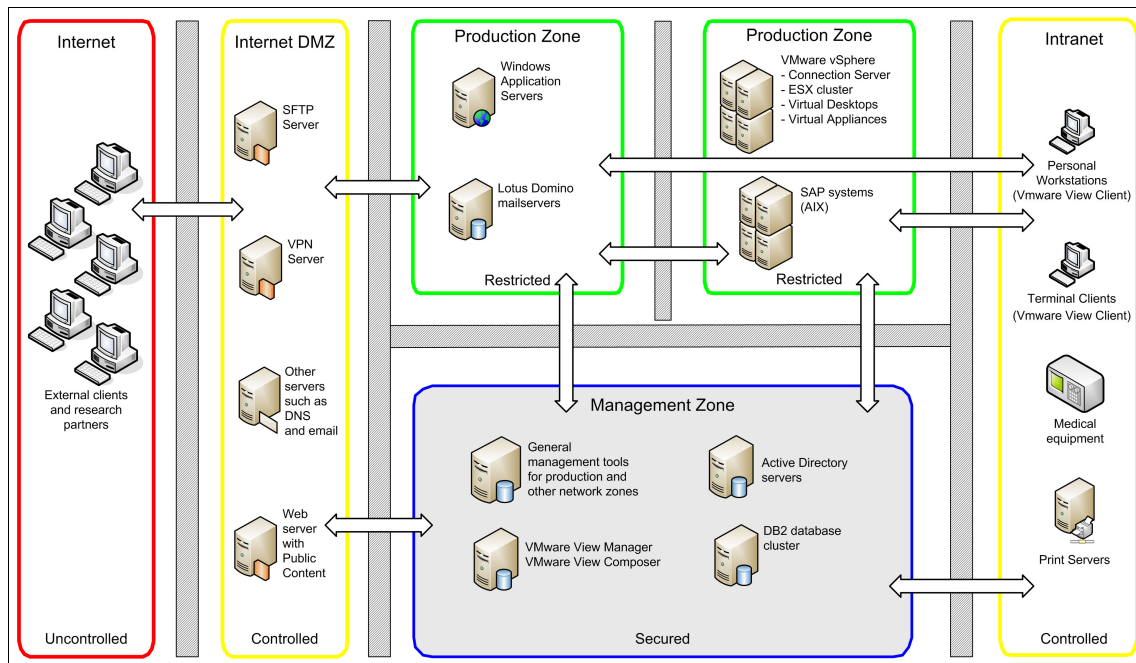 Internet
External clients
and research
partners
Uncontrolled
Internet DMZ
SFTP
Server
VPN
Server
Other
servers
such as
DNS
and email
Web
server
with
Public
Content
Controlled
Production Zone
Windows
Application
Servers
Lotus Domino
mailservers
Restricted
Production Zone
VMware vSphere
- Connection Server
- ESX cluster
- Virtual Desktops
- Virtual Appliances
SAP systems
(AIX)
Restricted
Management Zone
General
management tools
for production and
other network zones
Active Directory
servers
VMware View Manager
VMware View Composer
DB2 database
cluster
Secured
Intranet
Personal
Workstations
(Vmware View Client)
Terminal Clients
(Vmware View Client)
Medical
equipment
Print Servers
Controlled